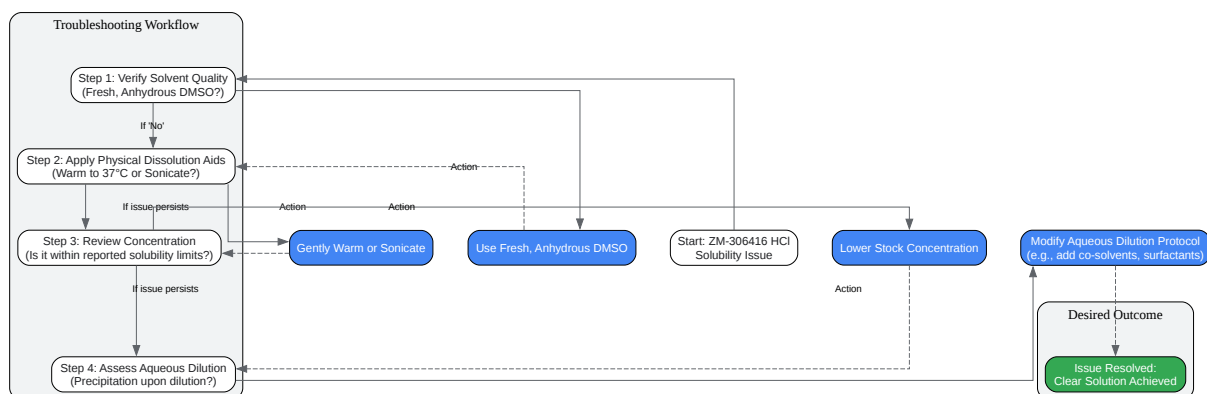 Troubleshooting Workflow
Step 1: Verify Solvent Quality
(Fresh, Anhydrous DMSO?)
If 'No'
Step 2: Apply Physical Dissolution Aids
(Warm to 37°C or Sonicate?)
Action
If issue persists
Action
Action
Step 3: Review Concentration
(Is it within reported solubility limits?)
Gently Warm or Sonicate
Use Fresh, Anhydrous DMSO
Start: ZM-306416 HCl
Solubility Issue
Lower Stock Concentration
Modify Aqueous Dilution Protocol
(e.g., add co-solvents, surfactants)
If issue persists
Action
Desired Outcome
Step 4: Assess Aqueous Dilution
(Precipitation upon dilution?)
Issue Resolved:
Clear Solution Achieved